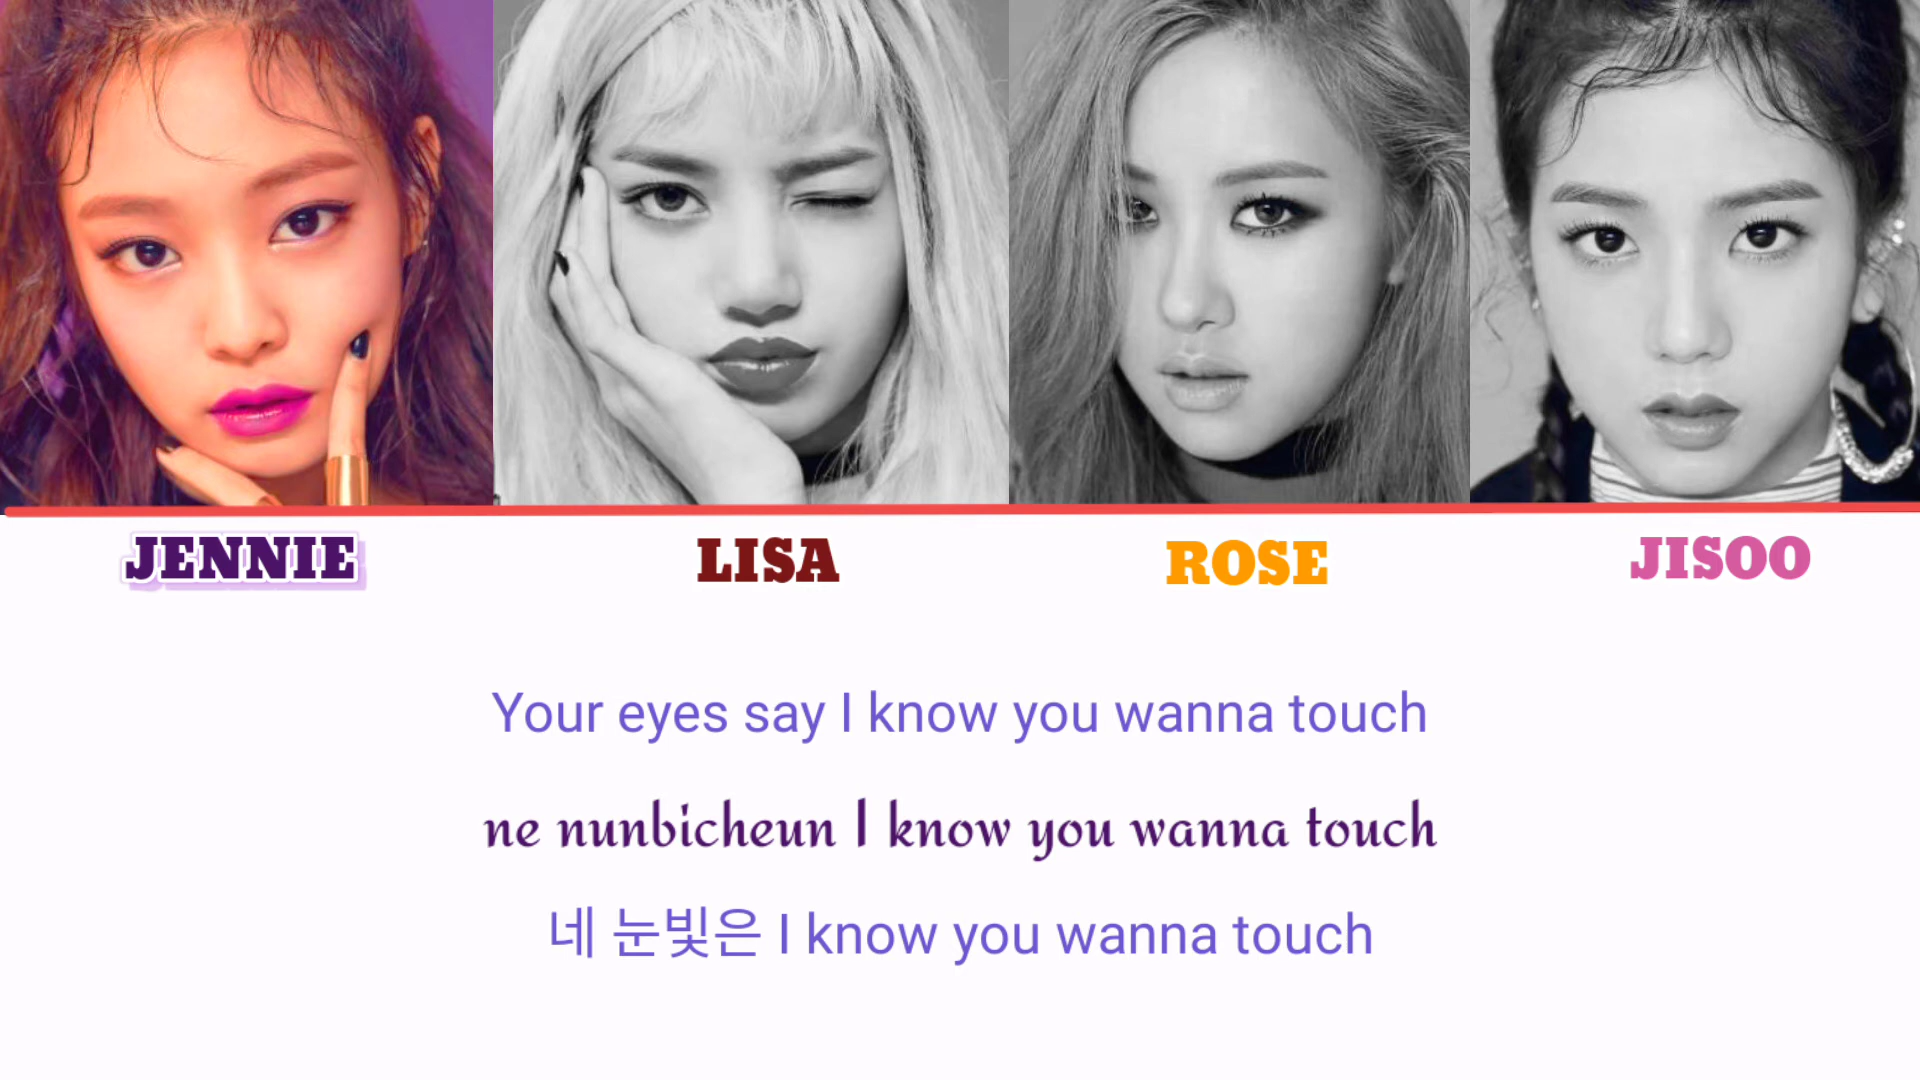 JENNIE
LISA
ROSE
JISOO
Your eyes say I know you wanna touch
ne nunbicheun I know you wanna touch
네 눈빛은 I know you wanna touch